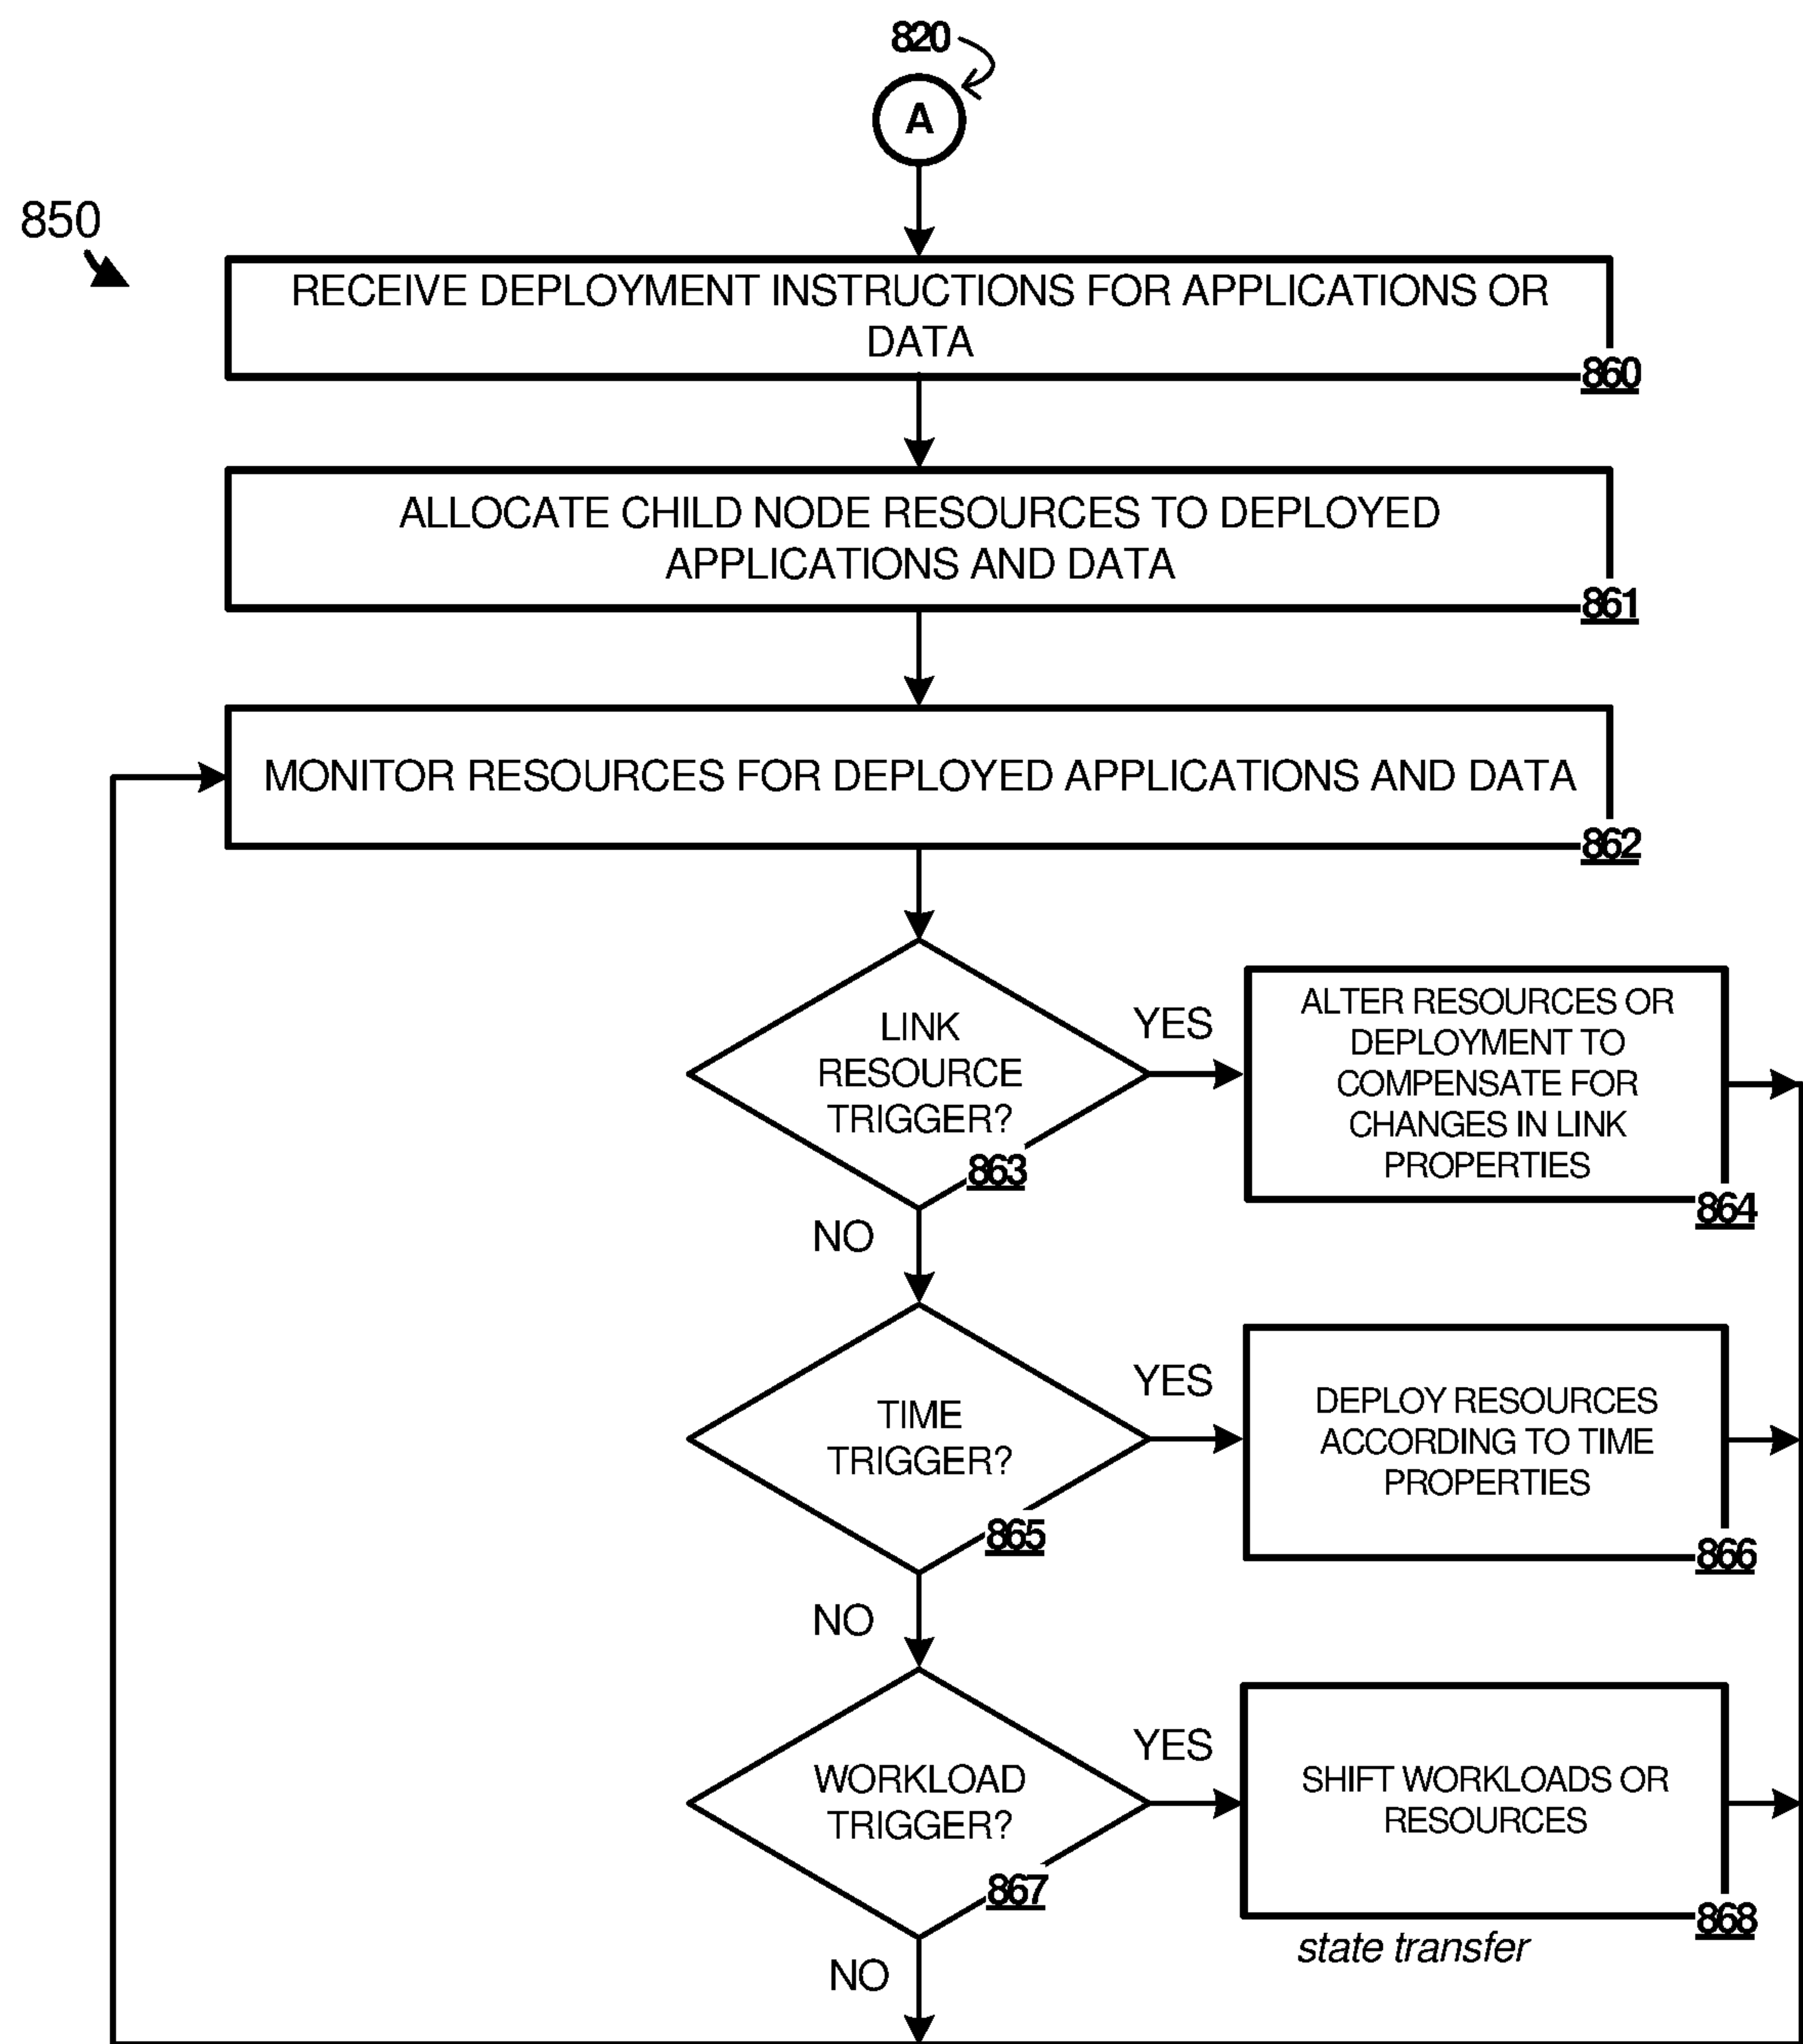 820
A
850
RECEIVE DEPLOYMENT INSTRUCTIONS FOR APPLICATIONS OR
DATA
860
ALLOCATE CHILD NODE RESOURCES TO DEPLOYED
APPLICATIONS AND DATA
861
MONITOR RESOURCES FOR DEPLOYED APPLICATIONS AND DATA
862
LINK
RESOURCE
TRIGGER?
863
YES
ALTER RESOURCES OR
DEPLOYMENT TO
COMPENSATE FOR
CHANGES IN LINK
PROPERTIES
864
NO
TIME
TRIGGER?
865
YES
DEPLOY RESOURCES
ACCORDING TO TIME
PROPERTIES
866
NO
WORKLOAD
TRIGGER?
867
YES
SHIFT WORKLOADS OR
RESOURCES
868
state transfer
NO